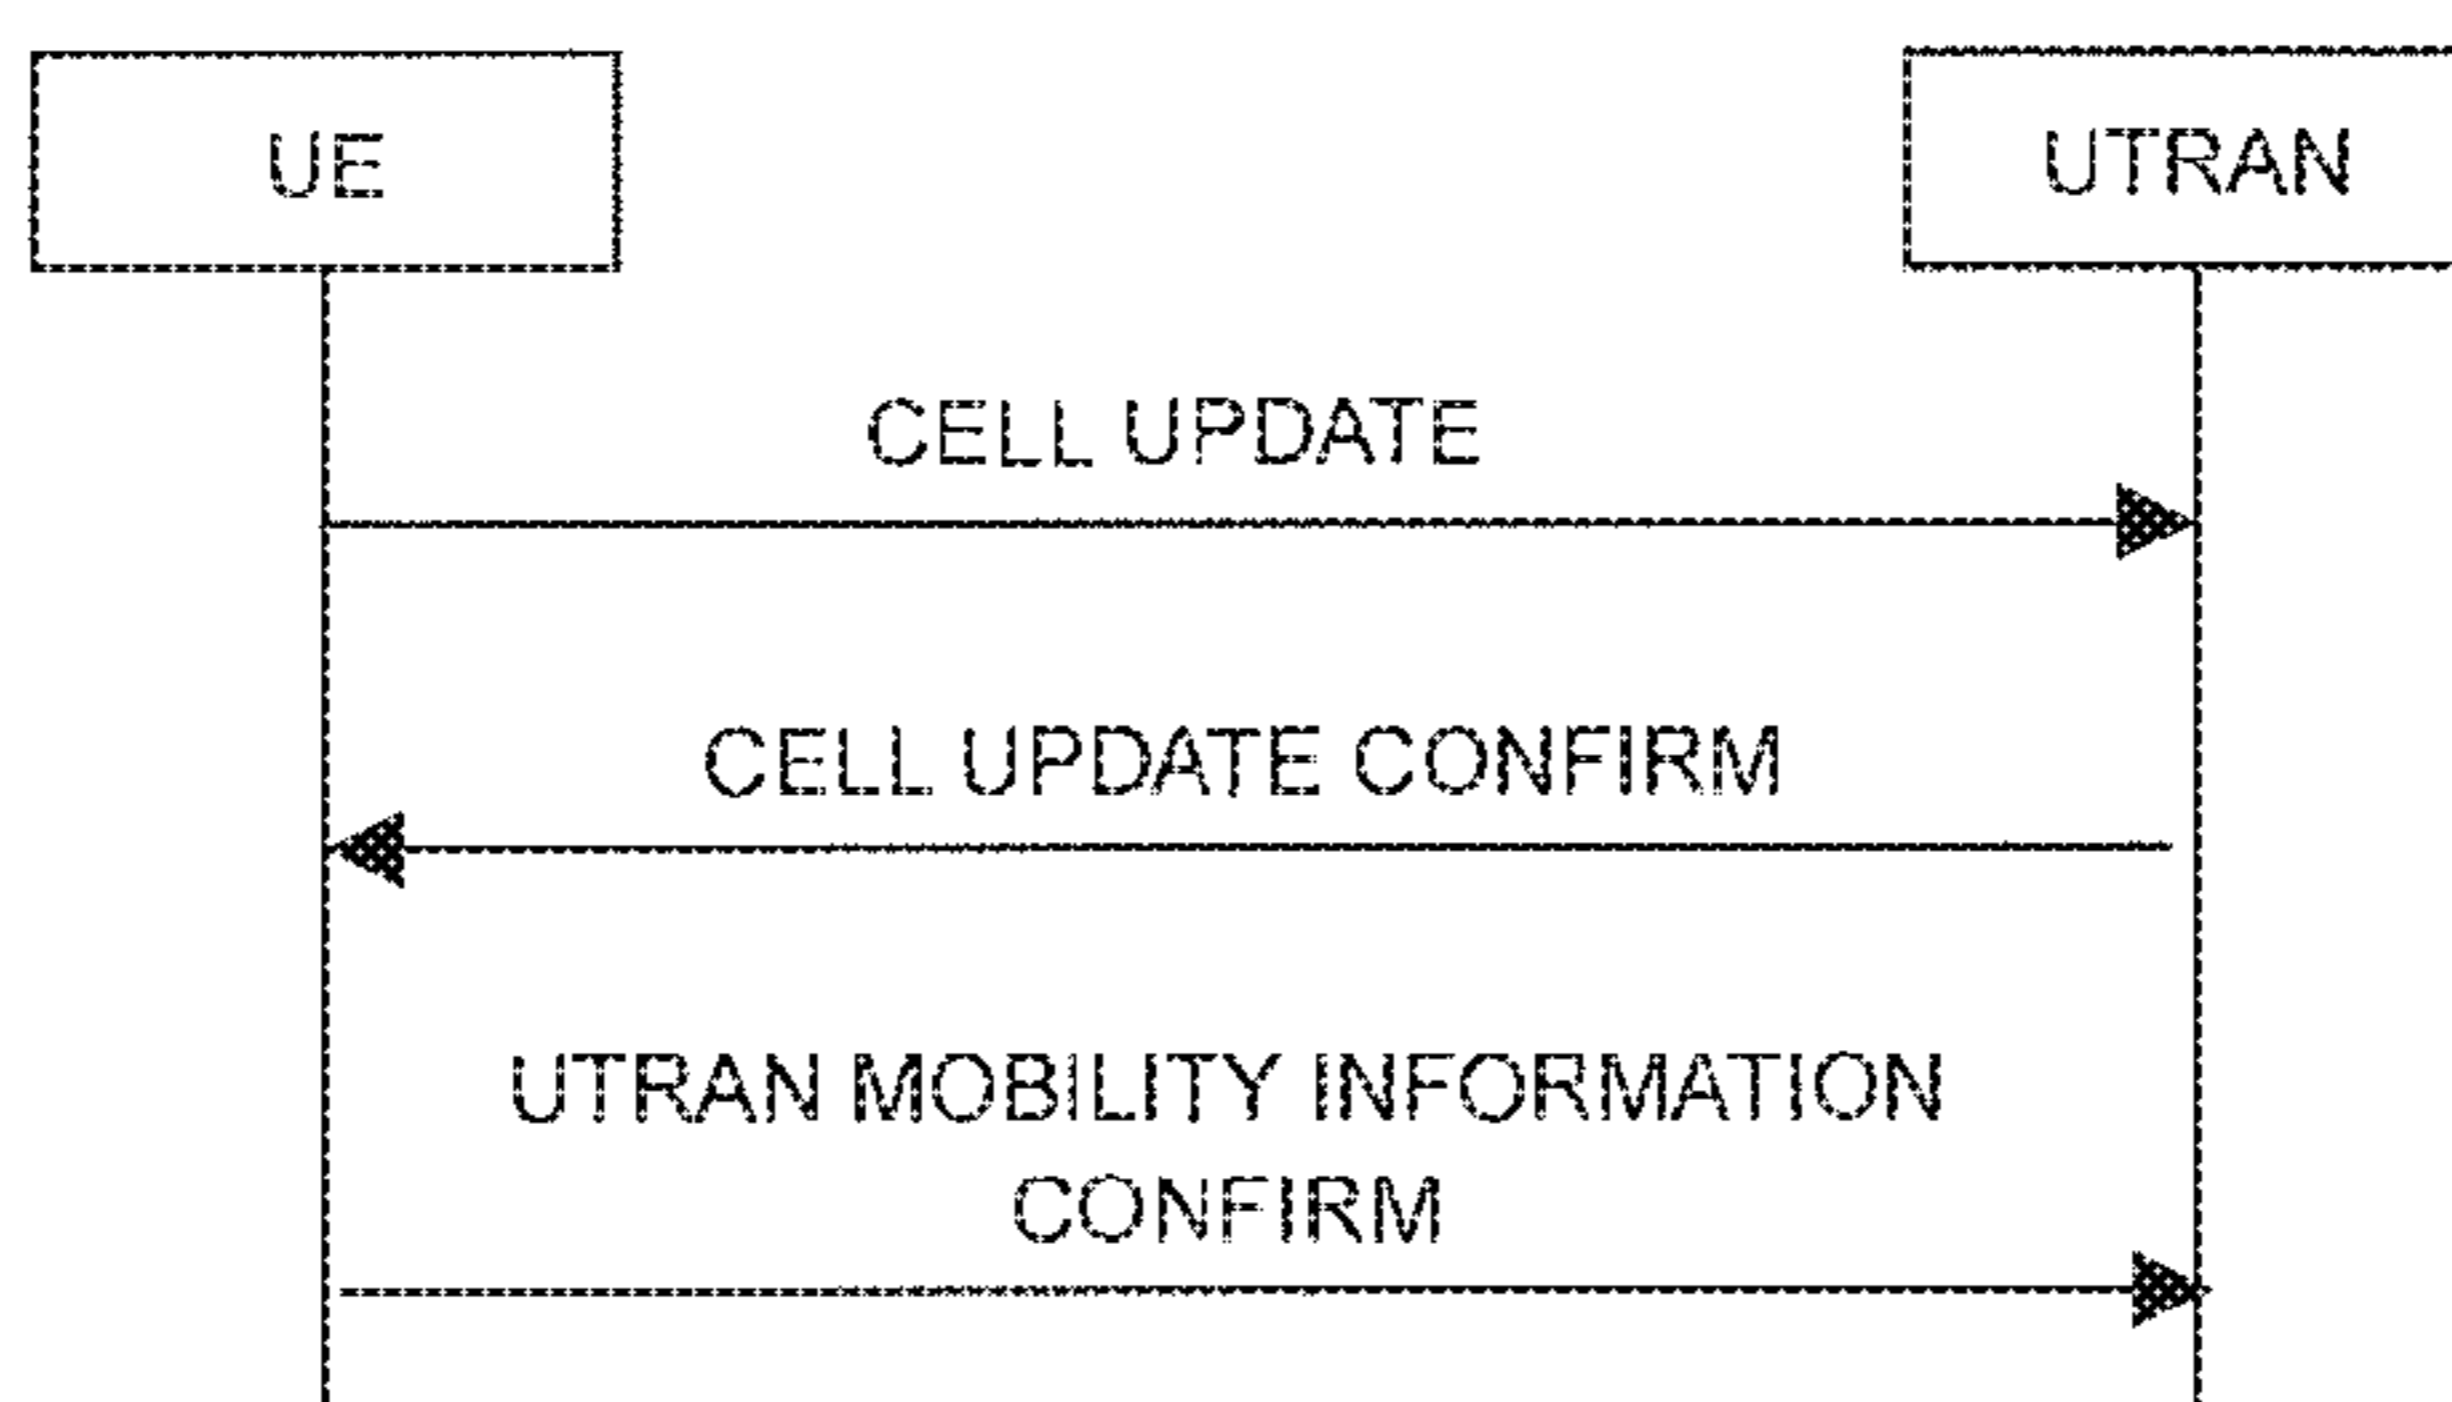 UE
UTRAN
CELL UPDATE
CELL UPDATE CONFIRM
UTRAN MOBILITY INFORMATION
CONFIRM